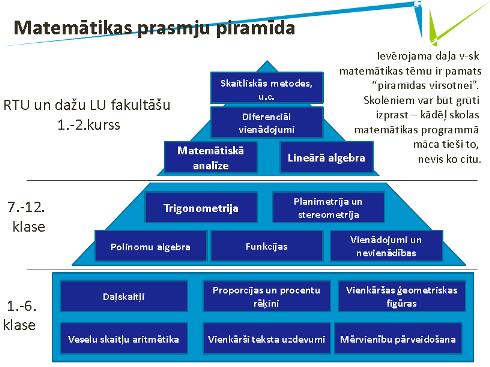 Matemātikas prasmju piramīda
Ievērojama daļa v-sk
matemātikas tēmu ir pamats
“piramīdas virsotnei”.
Skolēniem var būt grūti
izprast – kādēļ skolas
matemātikas programmā
māca tieši to,
nevis ko citu.
RTU un dažu LU fakultāšu
1.-2.kurss
Skaitliskās metodes,
u.c.
Diferenciāl
vienādojumi
Matemātiskā
analīze
Lineārā algebra
7.-12.
klase
Trigonometrija
Planimetrija un
stereometrija
Polinomu algebra
Funkcijas
Vienādojumi un
nevienādības
1.-6.
klase
Daļskaitļi
Proporcijas un procentu
rēķini
Vienkāršas ģeometriskas
figūras
Veselu skaitļu aritmētika
Vienkārši teksta uzdevumi
Mērvienību pārveidošana